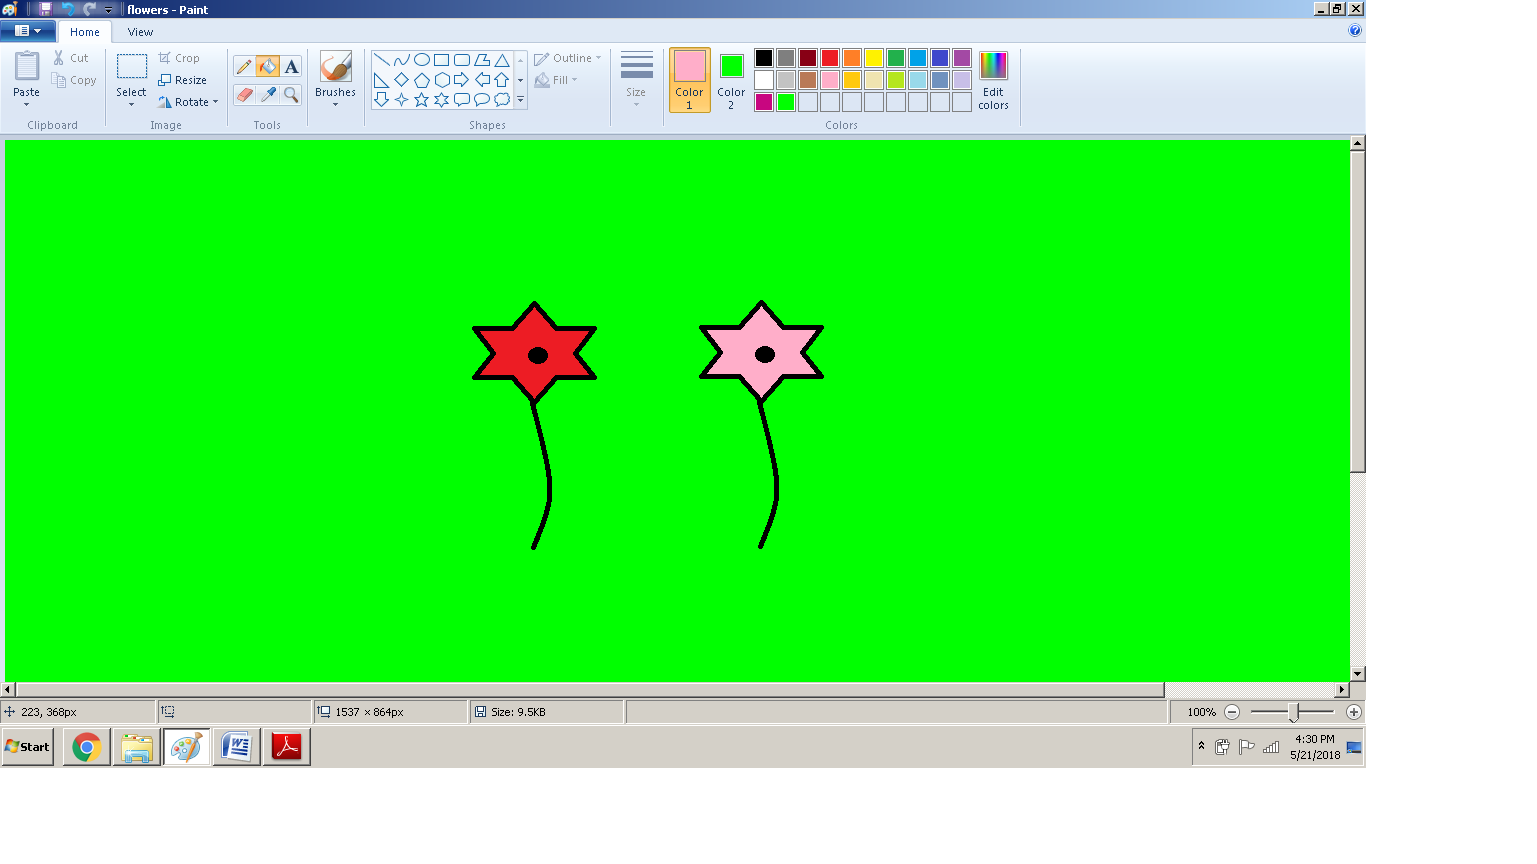 flowers - Paint
Home View
Paste
Cut
Copy
Clipboard
Select
Crop
Resize
Rotate
Image
A
Tools
Brushes
Outline
Fill
Shapes
Size
Color 1
Color 2
Colors
Edit colors
223, 368px
1537 × 864px
Size: 9.5KB
100%
Start
W
4:30 PM
5/21/2018